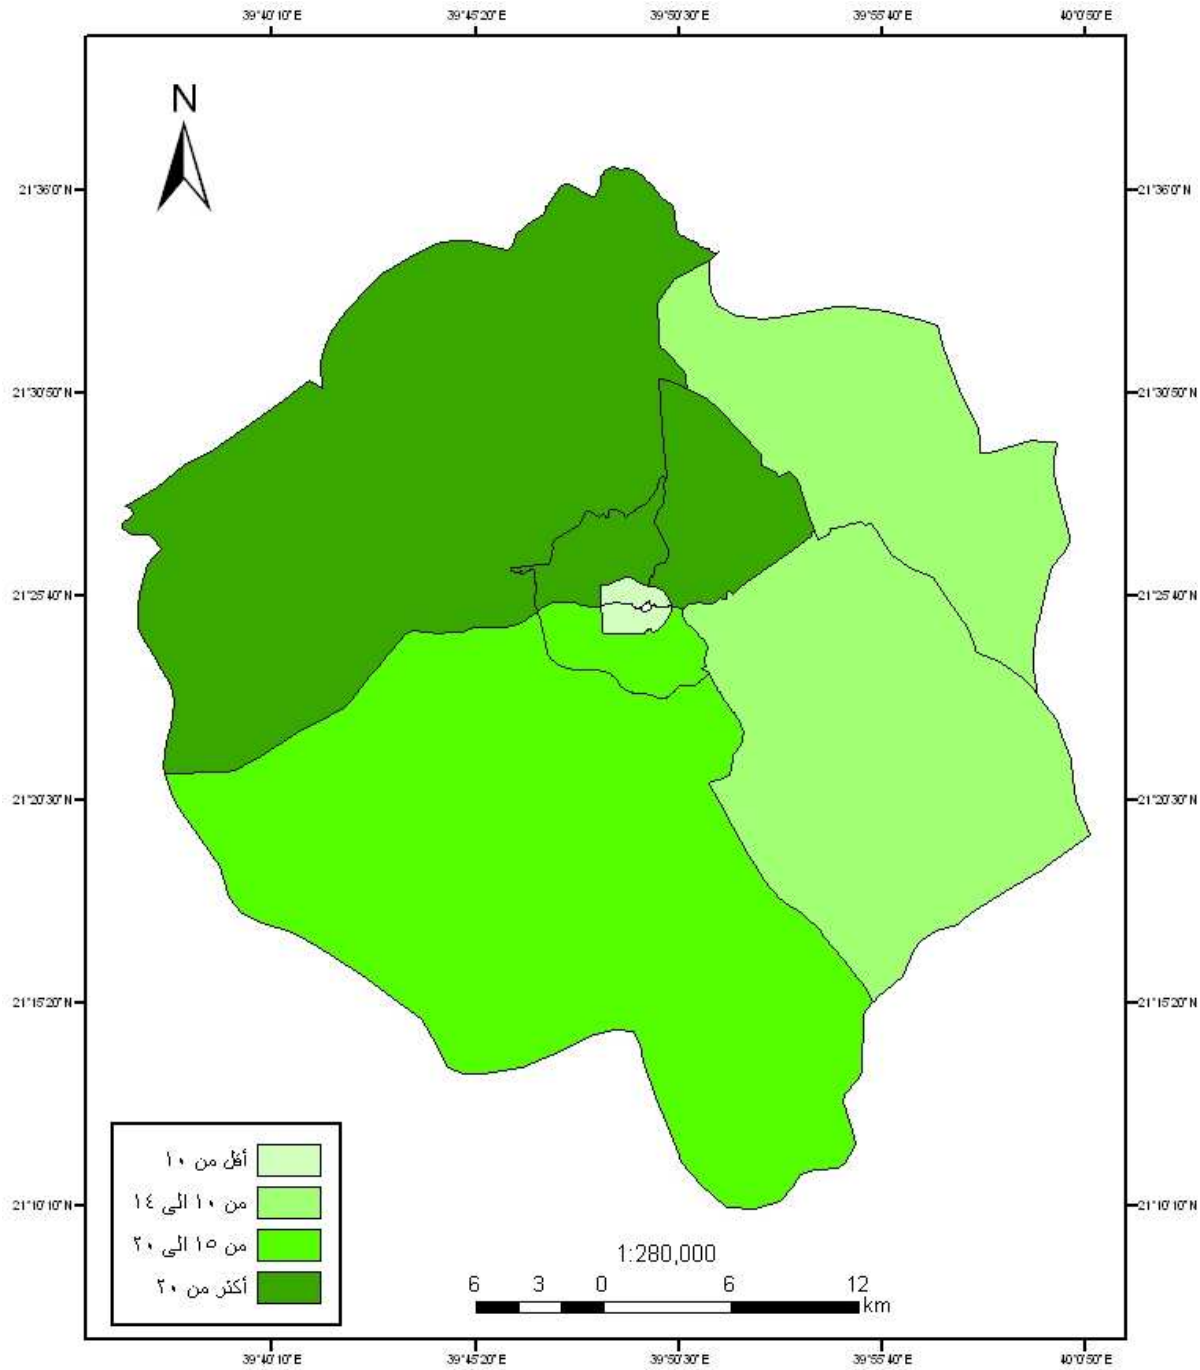 39°40'10"E 39°45'20"E 39°50'30"E 39°55'40"E 40°0'50"E
N
21°36'0"N 21°36'0"N
21°30'50"N 21°30'50"N
21°25'40"N 21°25'40"N
21°20'30"N 21°20'30"N
21°15'20"N 21°15'20"N
21°10'10"N 21°10'10"N
أقل من ١٠
من ١٠ الى ١٤
من ١٥ الى ٢٠
أكثر من ٢٠
1:280,000
6 3 0 6 12
km
39°40'10"E 39°45'20"E 39°50'30"E 39°55'40"E 40°0'50"E